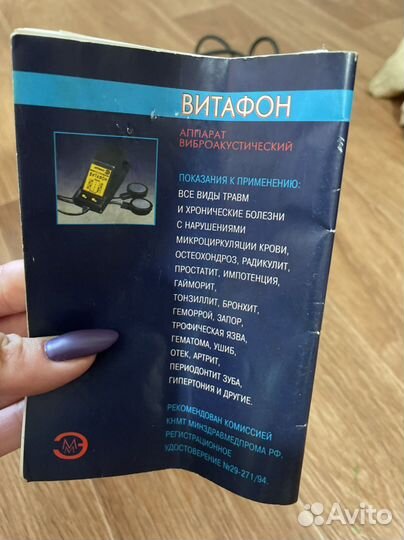 ВИТАФОН
АППАРАТ
ВИБРОАКУСТИЧЕСКИЙ
ВИТАФОН
ПОКАЗАНИЯ К ПРИМЕНЕНИЮ:
ВСЕ ВИДЫ ТРАВМ
И ХРОНИЧЕСКИЕ БОЛЕЗНИ
С НАРУШЕНИЯМИ
МИКРОЦИРКУЛЯЦИИ КРОВИ,
ОСТЕОХОНДРОЗ, РАДИКУЛИТ,
ПРОСТАТИТ, ИМПОТЕНЦИЯ,
ГАЙМОРИТ,
ТОНЗИЛЛИТ, БРОНХИТ,
ГЕМОРРОЙ, ЗАПОР,
ТРОФИЧЕСКАЯ ЯЗВА,
ГЕМАТОМА, УШИБ,
ОТЕК, АРТРИТ,
ПЕРИОДОНТИТ ЗУБА,
ГИПЕРТОНИЯ И ДРУГИЕ.
РЕКОМЕНДОВАН КОМИССИЕЙ
КНМТ МИНЗДРАВМЕДПРОМА РФ.
РЕГИСТРАЦИОННОЕ
УДОСТОВЕРЕНИЕ №29-271/94.
Avito